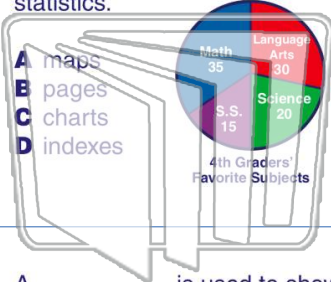 statistics.
A maps
B pages
C charts
D indexes
Math
35
Language
Arts
30
Science
20
S.S.
15
4th Graders'
Favorite Subjects
A is used to show